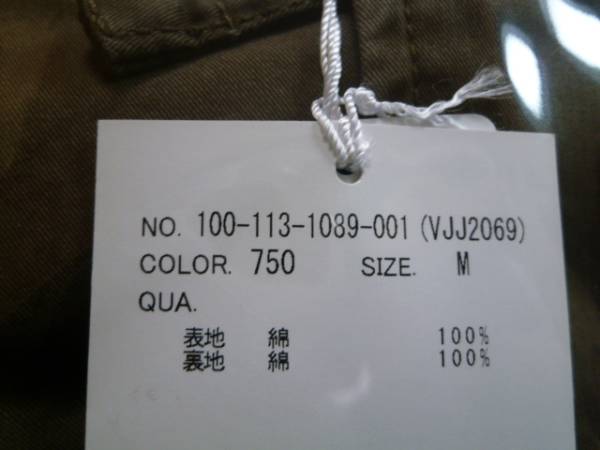 NO. 100-113-1089-001 (VJJ2069)
COLOR. 750 SIZE. M
QUA.
表地 綿 100%
裏地 綿 100%